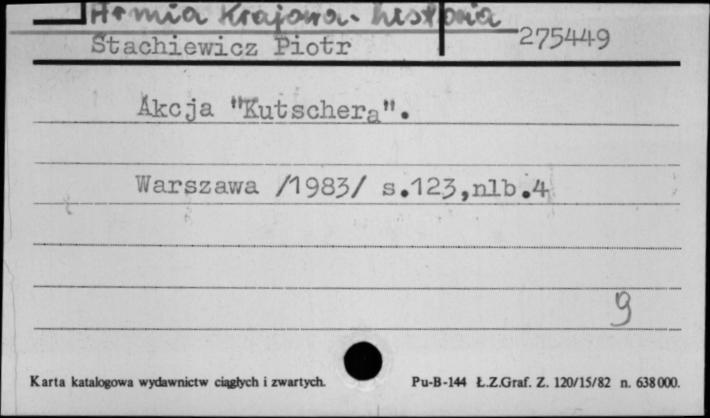 Armia Krajowa - historia
Stachiewicz Piotr 275449
Akcja "Kutschera".
Warszawa /1983/ s.123,nlb.4
9
Karta katalogowa wydawnictw ciągłych i zwartych. Pu-B-144 Ł.Z.Graf. Z. 120/15/82 n. 638000.